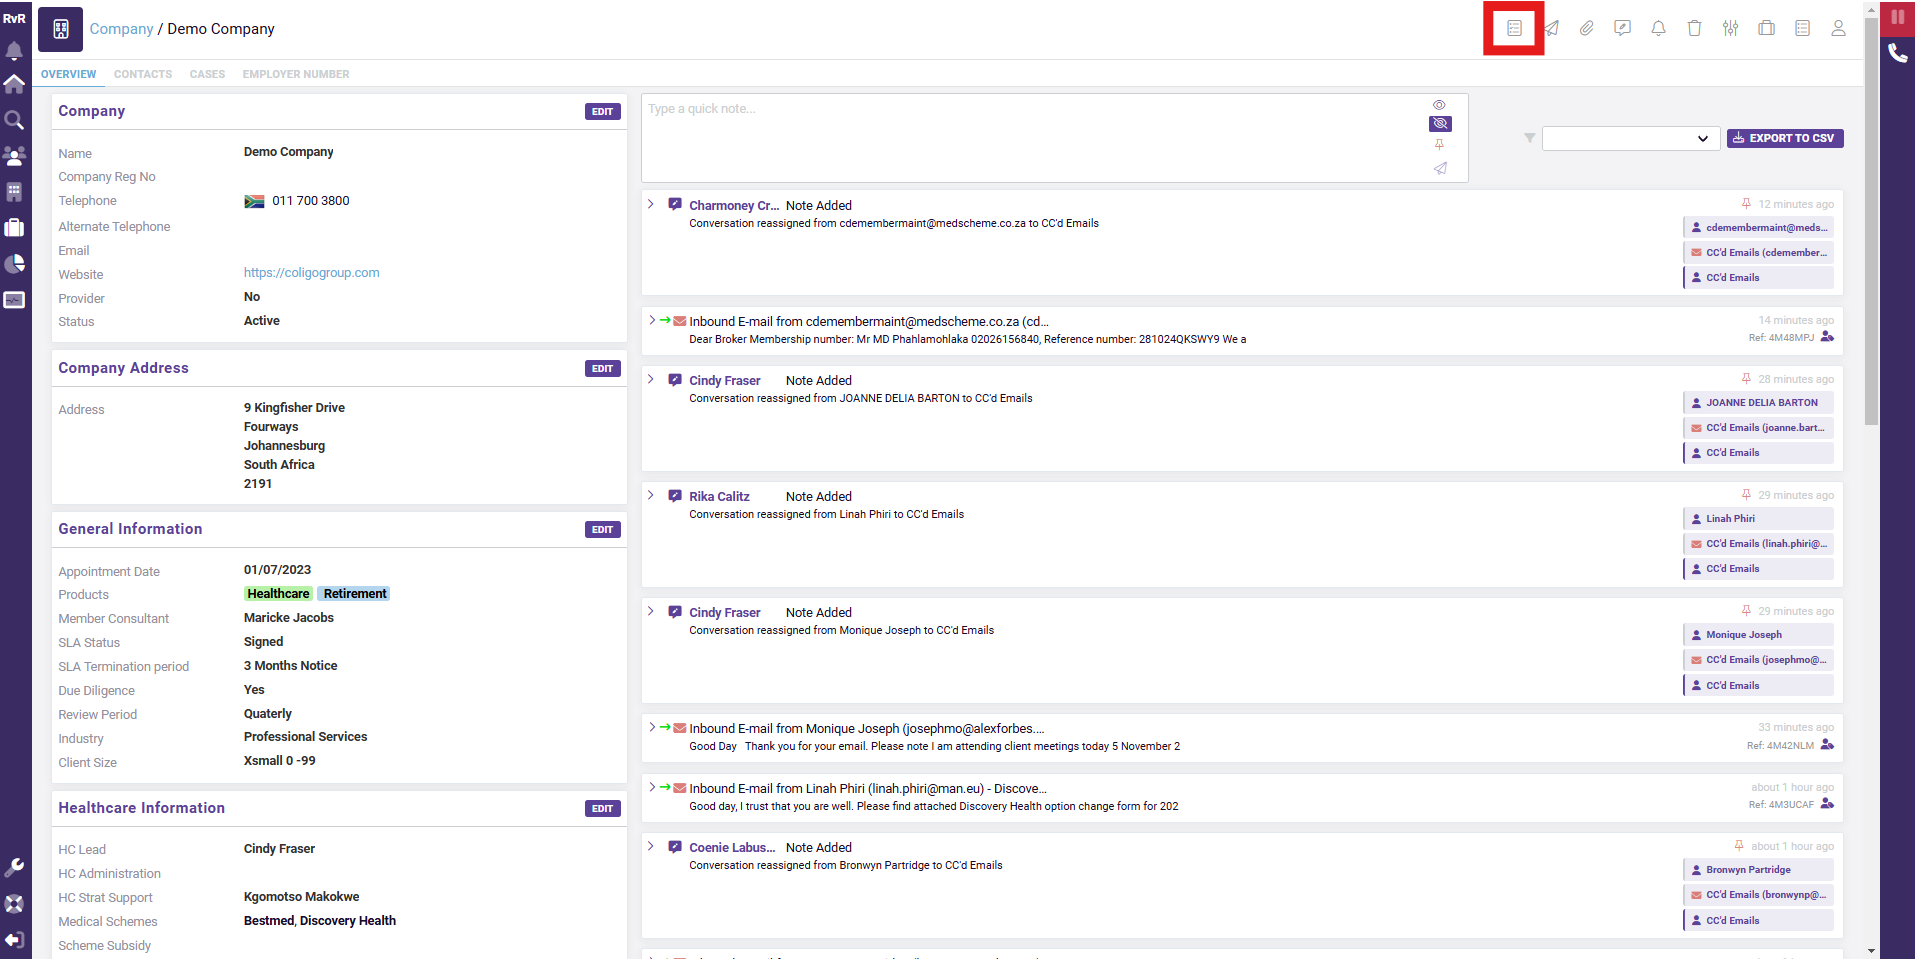 RvR
Company / Demo Company
OVERVIEW CONTACTS CASES EMPLOYER NUMBER
Company EDIT
Name Demo Company
Company Reg No
Telephone 011 700 3800
Alternate Telephone
Email
Website https://coligogroup.com
Provider No
Status Active
Company Address EDIT
Address 9 Kingfisher Drive
Fourways
Johannesburg
South Africa
2191
General Information EDIT
Appointment Date 01/07/2023
Products Healthcare Retirement
Member Consultant Maricke Jacobs
SLA Status Signed
SLA Termination period 3 Months Notice
Due Diligence Yes
Review Period Quaterly
Industry Professional Services
Client Size Xsmall 0 -99
Healthcare Information EDIT
HC Lead Cindy Fraser
HC Administration
HC Strat Support Kgomotso Makokwe
Medical Schemes Bestmed, Discovery Health
Scheme Subsidy
Type a quick note...
EXPORT TO CSV
Charmoney Cr... Note Added 12 minutes ago
Conversation reassigned from cdemembermaint@medscheme.co.za to CC'd Emails
cdemembermaint@meds...
CC'd Emails (cdemember...
CC'd Emails
Inbound E-mail from cdemembermaint@medscheme.co.za (cd... 14 minutes ago
Dear Broker Membership number: Mr MD Phahlamohlaka 02026156840, Reference number: 281024QKSWY9 We a Ref: 4M48MPJ
Cindy Fraser Note Added 28 minutes ago
Conversation reassigned from JOANNE DELIA BARTON to CC'd Emails
JOANNE DELIA BARTON
CC'd Emails (joanne.bart...
CC'd Emails
Rika Calitz Note Added 29 minutes ago
Conversation reassigned from Linah Phiri to CC'd Emails
Linah Phiri
CC'd Emails (linah.phiri@...
CC'd Emails
Cindy Fraser Note Added 29 minutes ago
Conversation reassigned from Monique Joseph to CC'd Emails
Monique Joseph
CC'd Emails (josephmo@...
CC'd Emails
Inbound E-mail from Monique Joseph (josephmo@alexforbes.... 33 minutes ago
Good Day Thank you for your email. Please note I am attending client meetings today 5 November 2 Ref: 4M42NLM
Inbound E-mail from Linah Phiri (linah.phiri@man.eu) - Discove... about 1 hour ago
Good day, I trust that you are well. Please find attached Discovery Health option change form for 202 Ref: 4M3UCAF
Coenie Labus... Note Added about 1 hour ago
Conversation reassigned from Bronwyn Partridge to CC'd Emails
Bronwyn Partridge
CC'd Emails (bronwynp@...
CC'd Emails